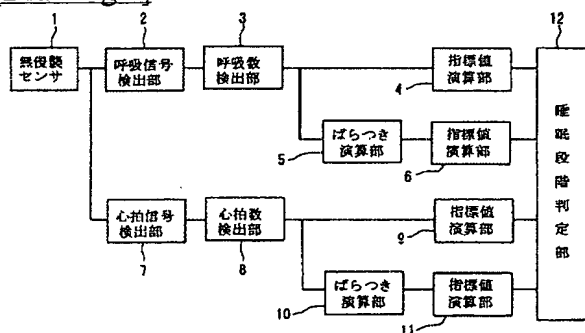 1
2
3
12
無侵襲
センサ
呼吸信号
検出部
呼吸数
検出部
指標値
演算部
4
ばらつき
演算部
指標値
演算部
5
6
睡眠段階判定部
心拍信号
検出部
心拍数
検出部
指標値
演算部
7
8
9
ばらつき
演算部
指標値
演算部
10
11